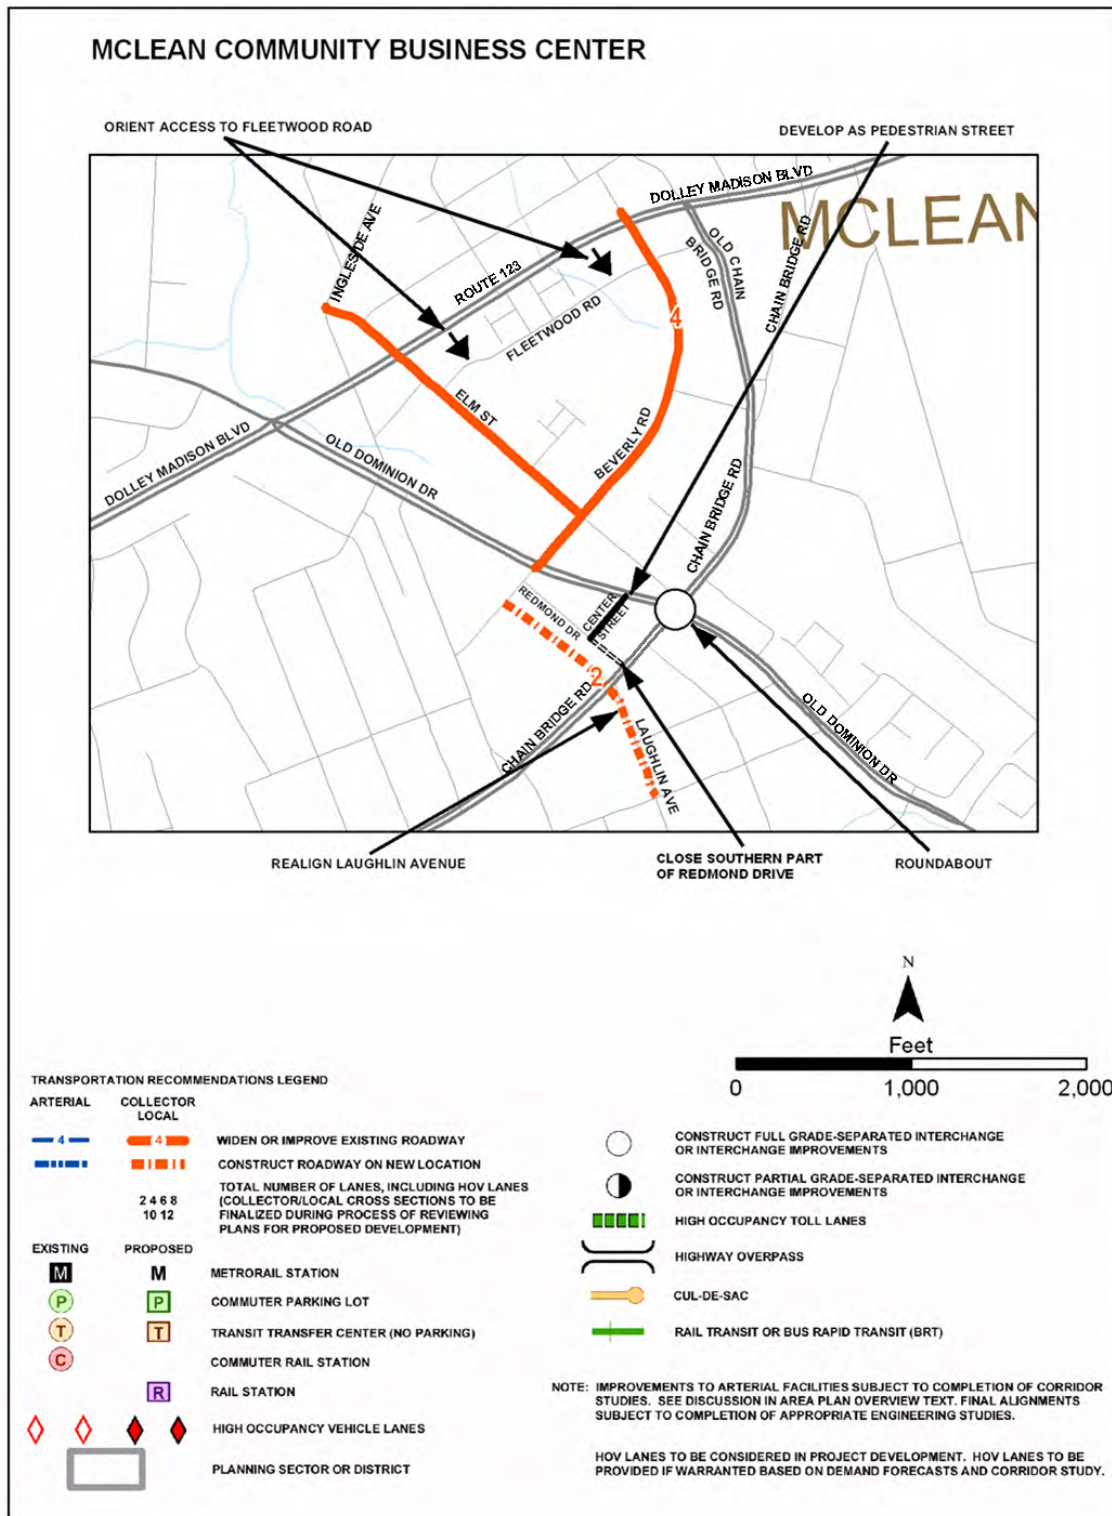 MCLEAN COMMUNITY BUSINESS CENTER
ORIENT ACCESS TO FLEETWOOD ROAD
DEVELOP AS PEDESTRIAN STREET
DOLLEY MADISON BLVD
MCLEAN
INGLESIDE AVE
ROUTE 123
OLD CHAIN
BRIDGE RD
CHAIN BRIDGE RD
FLEETWOOD RD
4
ELM ST
BEVERLY RD
DOLLEY MADISON BLVD
OLD DOMINION DR
CHAIN BRIDGE RD
REDMOND DR
CENTER
STREET
2
CHAIN BRIDGE RD
LAUGHLIN AVE
OLD DOMINION DR
REALIGN LAUGHLIN AVENUE
CLOSE SOUTHERN PART
OF REDMOND DRIVE
ROUNDABOUT
N
Feet
0 1,000 2,000
TRANSPORTATION RECOMMENDATIONS LEGEND
ARTERIAL COLLECTOR
LOCAL
4 4 WIDEN OR IMPROVE EXISTING ROADWAY
CONSTRUCT ROADWAY ON NEW LOCATION
2 4 6 8
10 12
TOTAL NUMBER OF LANES, INCLUDING HOV LANES
(COLLECTOR/LOCAL CROSS SECTIONS TO BE
FINALIZED DURING PROCESS OF REVIEWING
PLANS FOR PROPOSED DEVELOPMENT)
EXISTING PROPOSED
M M METRORAIL STATION
P P COMMUTER PARKING LOT
T T TRANSIT TRANSFER CENTER (NO PARKING)
C COMMUTER RAIL STATION
R RAIL STATION
HIGH OCCUPANCY VEHICLE LANES
PLANNING SECTOR OR DISTRICT
CONSTRUCT FULL GRADE-SEPARATED INTERCHANGE
OR INTERCHANGE IMPROVEMENTS
CONSTRUCT PARTIAL GRADE-SEPARATED INTERCHANGE
OR INTERCHANGE IMPROVEMENTS
HIGH OCCUPANCY TOLL LANES
HIGHWAY OVERPASS
CUL-DE-SAC
RAIL TRANSIT OR BUS RAPID TRANSIT (BRT)
NOTE: IMPROVEMENTS TO ARTERIAL FACILITIES SUBJECT TO COMPLETION OF CORRIDOR
STUDIES. SEE DISCUSSION IN AREA PLAN OVERVIEW TEXT. FINAL ALIGNMENTS
SUBJECT TO COMPLETION OF APPROPRIATE ENGINEERING STUDIES.
HOV LANES TO BE CONSIDERED IN PROJECT DEVELOPMENT. HOV LANES TO BE
PROVIDED IF WARRANTED BASED ON DEMAND FORECASTS AND CORRIDOR STUDY.